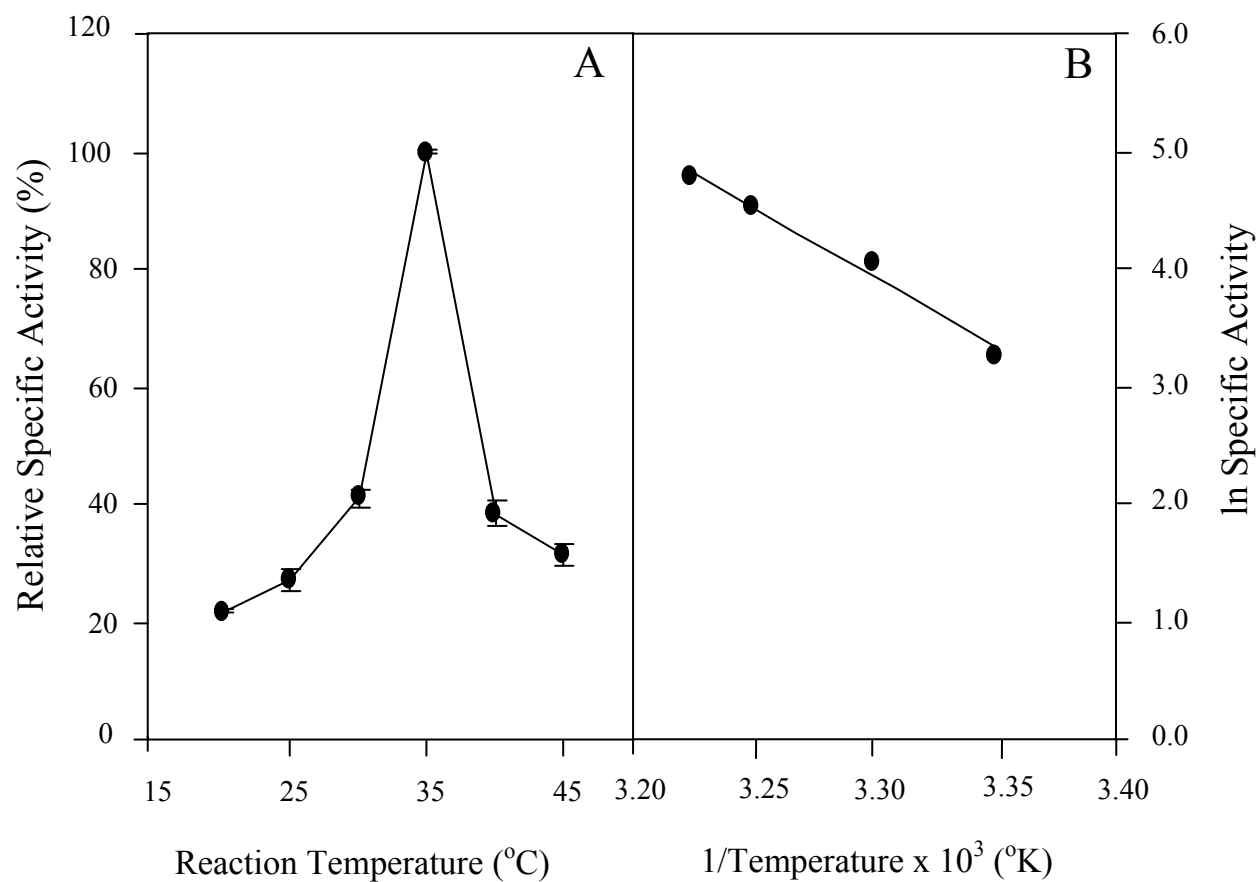 120
100
80
60
40
20
0
Relative Specific Activity (%)
A
15 25 35 45
Reaction Temperature (°C)
B
6.0
5.0
4.0
3.0
2.0
1.0
0.0
ln Specific Activity
3.20 3.25 3.30 3.35 3.40
1/Temperature x 10³ (°K)